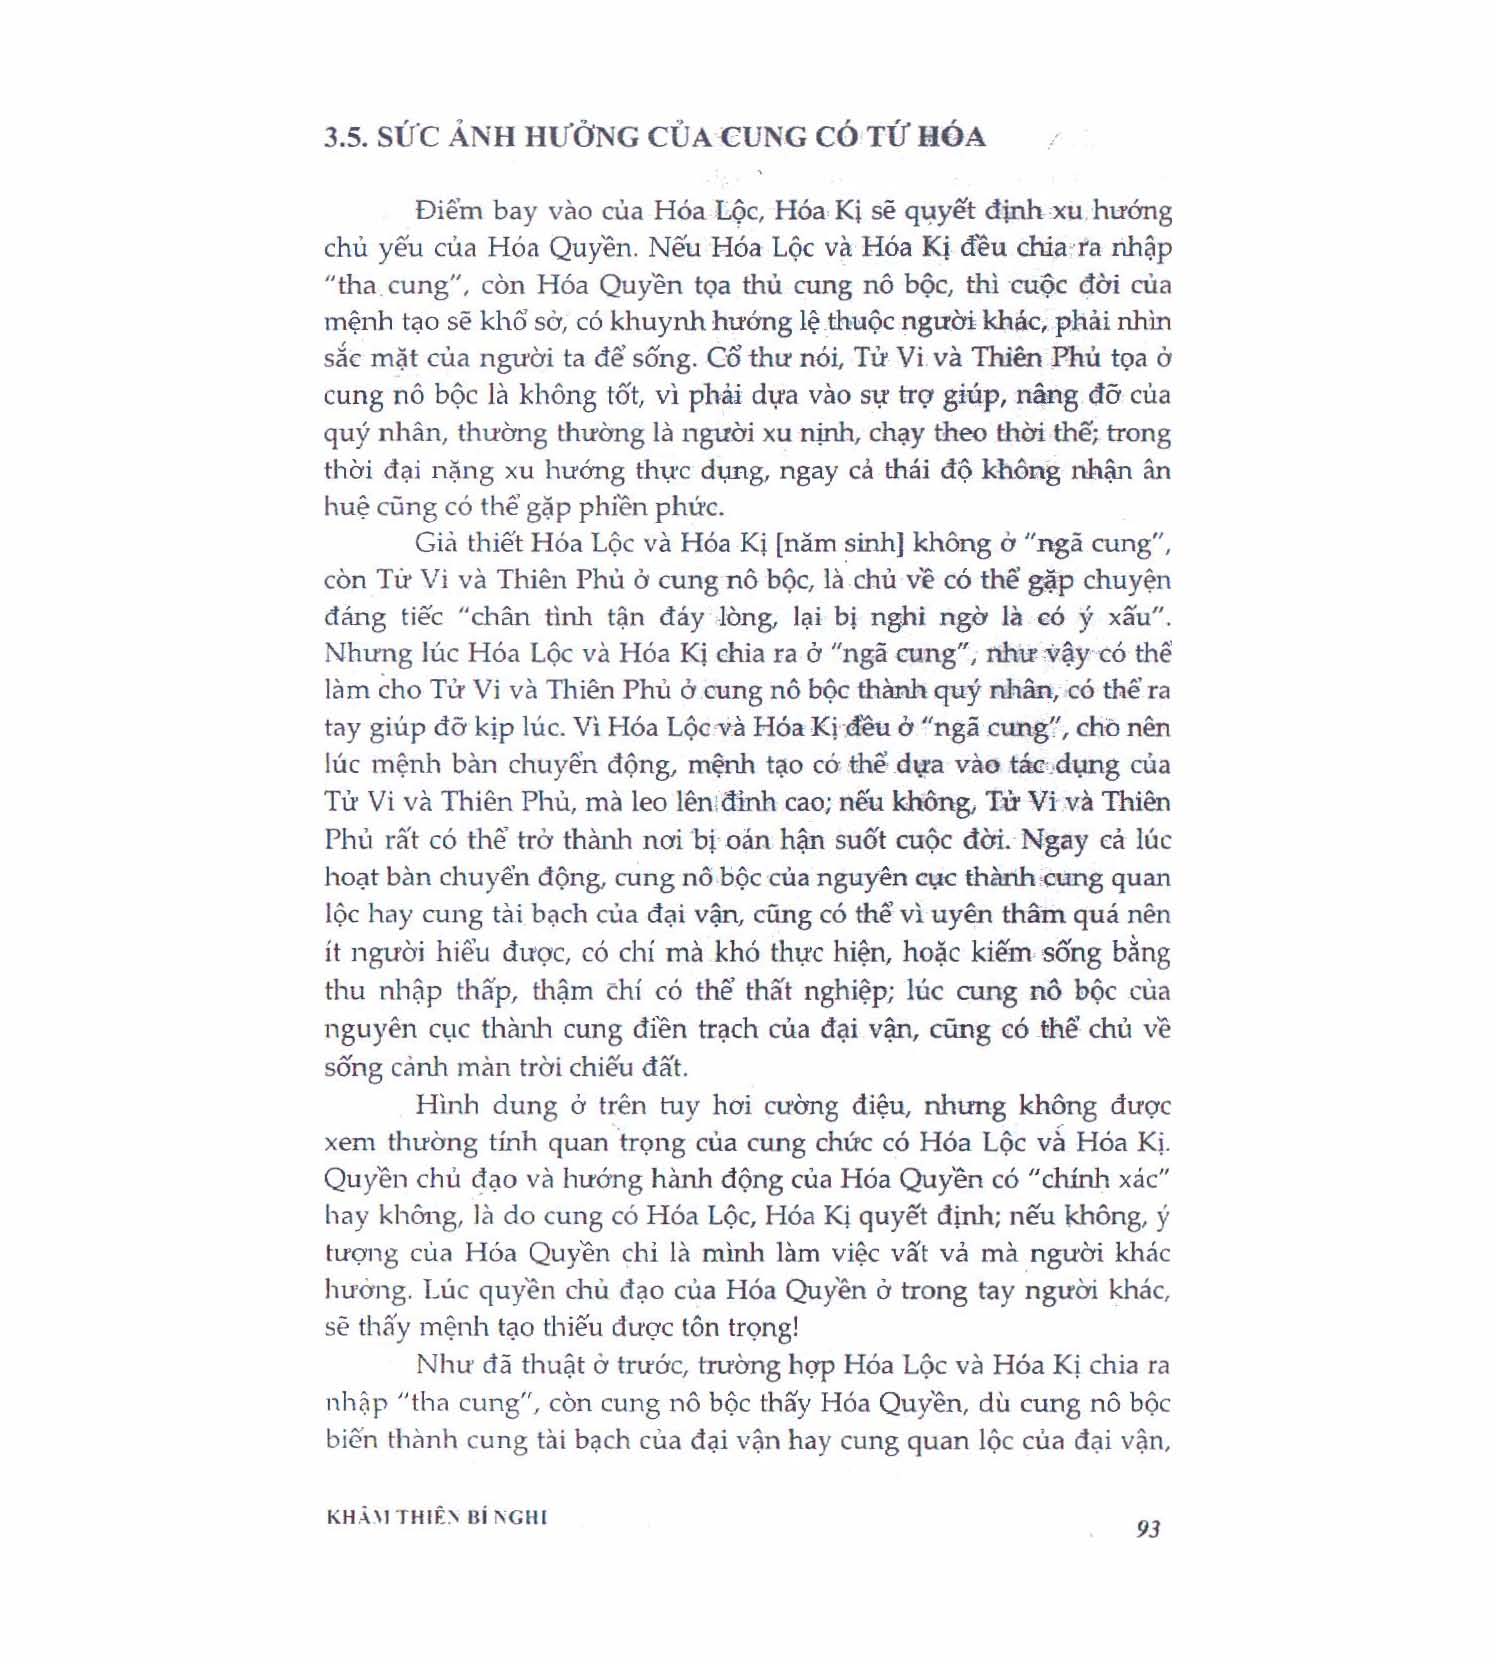 3.5. SỨC ẢNH HƯỞNG CỦA CUNG CÓ TỨ HÓA
Điểm bay vào của Hóa Lộc, Hóa Kị sẽ quyết định xu hướng
chủ yếu của Hóa Quyền. Nếu Hóa Lộc và Hóa Kị đều chia ra nhập
"tha cung", còn Hóa Quyền tọa thủ cung nô bộc, thì cuộc đời của
mệnh tạo sẽ khổ sở, có khuynh hướng lệ thuộc người khác, phải nhìn
sắc mặt của người ta để sống. Cổ thư nói, Tử Vi và Thiên Phủ tọa ở
cung nô bộc là không tốt, vì phải dựa vào sự trợ giúp, nâng đỡ của
quý nhân, thường thường là người xu nịnh, chạy theo thời thế; trong
thời đại nặng xu hướng thực dụng, ngay cả thái độ không nhận ân
huệ cũng có thể gặp phiền phức.
Giả thiết Hóa Lộc và Hóa Kị [năm sinh] không ở "ngã cung",
còn Tử Vi và Thiên Phủ ở cung nô bộc, là chủ về có thể gặp chuyện
đáng tiếc "chân tình tận đáy lòng, lại bị nghi ngờ là có ý xấu".
Nhưng lúc Hóa Lộc và Hóa Kị chia ra ở "ngã cung", như vậy có thể
làm cho Tử Vi và Thiên Phủ ở cung nô bộc thành quý nhân, có thể ra
tay giúp đỡ kịp lúc. Vì Hóa Lộc và Hóa Kị đều ở "ngã cung", cho nên
lúc mệnh bàn chuyển động, mệnh tạo có thể dựa vào tác dụng của
Tử Vi và Thiên Phủ, mà leo lên đỉnh cao; nếu không, Tử Vi và Thiên
Phủ rất có thể trở thành nơi bị oán hận suốt cuộc đời. Ngay cả lúc
hoạt bàn chuyển động, cung nô bộc của nguyên cục thành cung quan
lộc hay cung tài bạch của đại vận, cũng có thể vì uyên thâm quá nên
ít người hiểu được, có chí mà khó thực hiện, hoặc kiếm sống bằng
thu nhập thấp, thậm chí có thể thất nghiệp; lúc cung nô bộc của
nguyên cục thành cung điền trạch của đại vận, cũng có thể chủ về
sống cảnh màn trời chiếu đất.
Hình dung ở trên tuy hơi cường điệu, nhưng không được
xem thường tính quan trọng của cung chức có Hóa Lộc và Hóa Kị.
Quyền chủ đạo và hướng hành động của Hóa Quyền có "chính xác"
hay không, là do cung có Hóa Lộc, Hóa Kị quyết định; nếu không, ý
tượng của Hóa Quyền chỉ là mình làm việc vất vả mà người khác
hưởng. Lúc quyền chủ đạo của Hóa Quyền ở trong tay người khác,
sẽ thấy mệnh tạo thiếu được tôn trọng!
Như đã thuật ở trước, trường hợp Hóa Lộc và Hóa Kị chia ra
nhập "tha cung", còn cung nô bộc thấy Hóa Quyền, dù cung nô bộc
biến thành cung tài bạch của đại vận hay cung quan lộc của đại vận,
KHÂM THIÊN BÍ NGHI
93